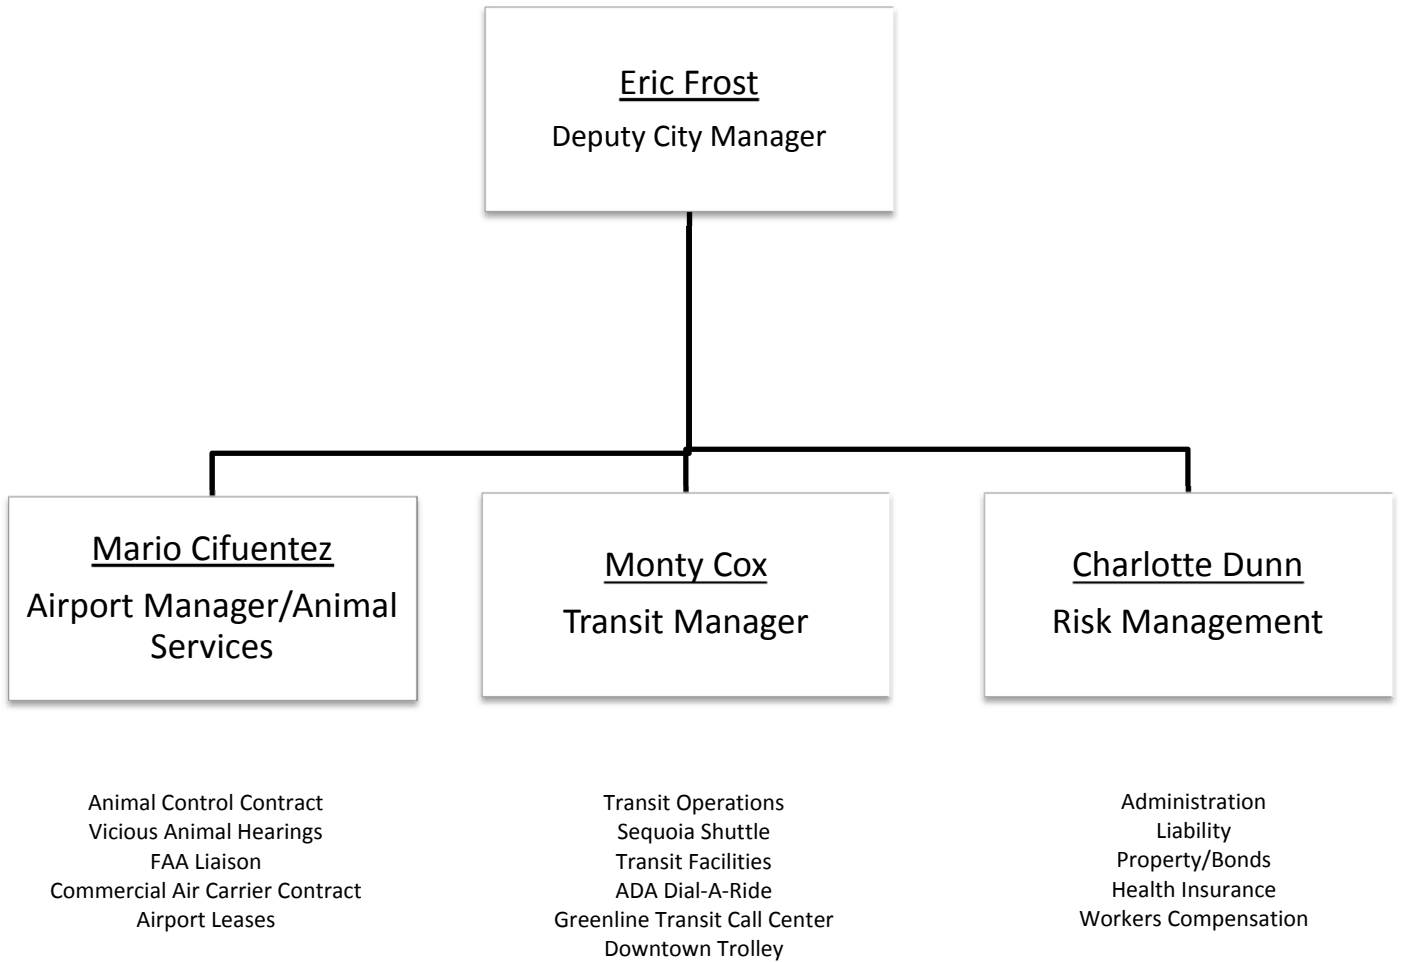 Eric Frost
Deputy City Manager
Mario Cifuentez
Airport Manager/Animal
Services
Monty Cox
Transit Manager
Charlotte Dunn
Risk Management
Animal Control Contract
Vicious Animal Hearings
FAA Liaison
Commercial Air Carrier Contract
Airport Leases
Transit Operations
Sequoia Shuttle
Transit Facilities
ADA Dial-A-Ride
Greenline Transit Call Center
Downtown Trolley
Administration
Liability
Property/Bonds
Health Insurance
Workers Compensation